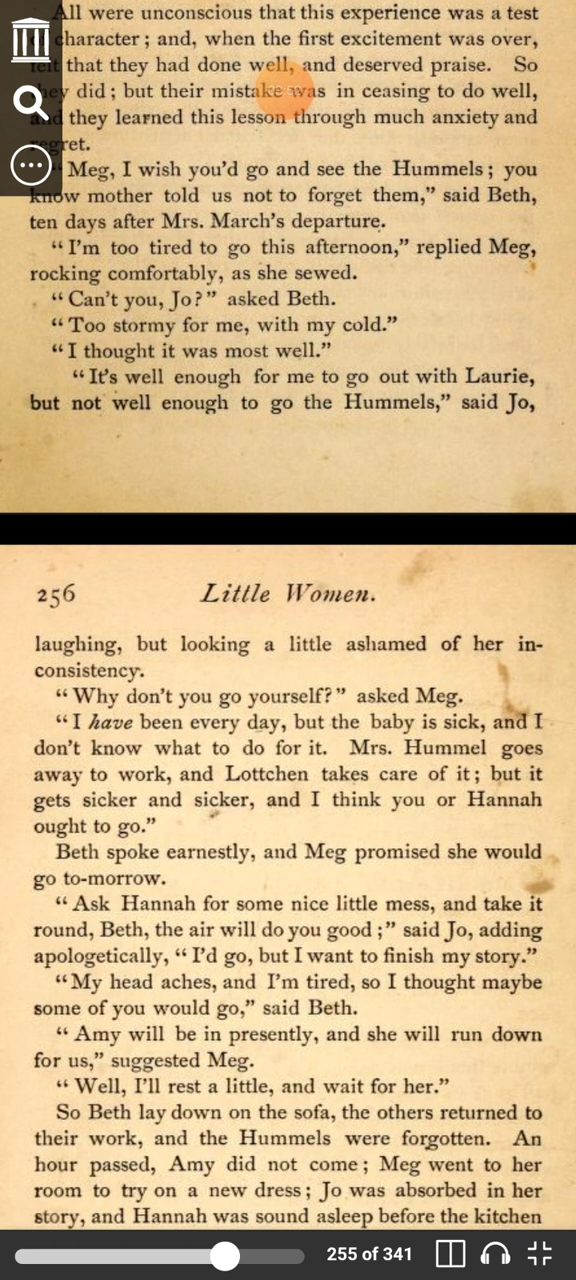 All were unconscious that this experience was a test
character; and, when the first excitement was over,
that they had done well, and deserved praise. So
did; but their mistake was in ceasing to do well,
and they learned this lesson through much anxiety and
regret.
"Meg, I wish you'd go and see the Hummels; you
know mother told us not to forget them," said Beth,
ten days after Mrs. March's departure.
"I'm too tired to go this afternoon," replied Meg,
rocking comfortably, as she sewed.
"Can't you, Jo?" asked Beth.
"Too stormy for me, with my cold."
"I thought it was most well."
"It's well enough for me to go out with Laurie,
but not well enough to go the Hummels," said Jo,
256 Little Women.
laughing, but looking a little ashamed of her in-
consistency.
"Why don't you go yourself?" asked Meg.
"I have been every day, but the baby is sick, and I
don't know what to do for it. Mrs. Hummel goes
away to work, and Lottchen takes care of it; but it
gets sicker and sicker, and I think you or Hannah
ought to go."
Beth spoke earnestly, and Meg promised she would
go to-morrow.
"Ask Hannah for some nice little mess, and take it
round, Beth, the air will do you good;" said Jo, adding
apologetically, "I'd go, but I want to finish my story."
"My head aches, and I'm tired, so I thought maybe
some of you would go," said Beth.
"Amy will be in presently, and she will run down
for us," suggested Meg.
"Well, I'll rest a little, and wait for her."
So Beth lay down on the sofa, the others returned to
their work, and the Hummels were forgotten. An
hour passed, Amy did not come; Meg went to her
room to try on a new dress; Jo was absorbed in her
story, and Hannah was sound asleep before the kitchen
255 of 341